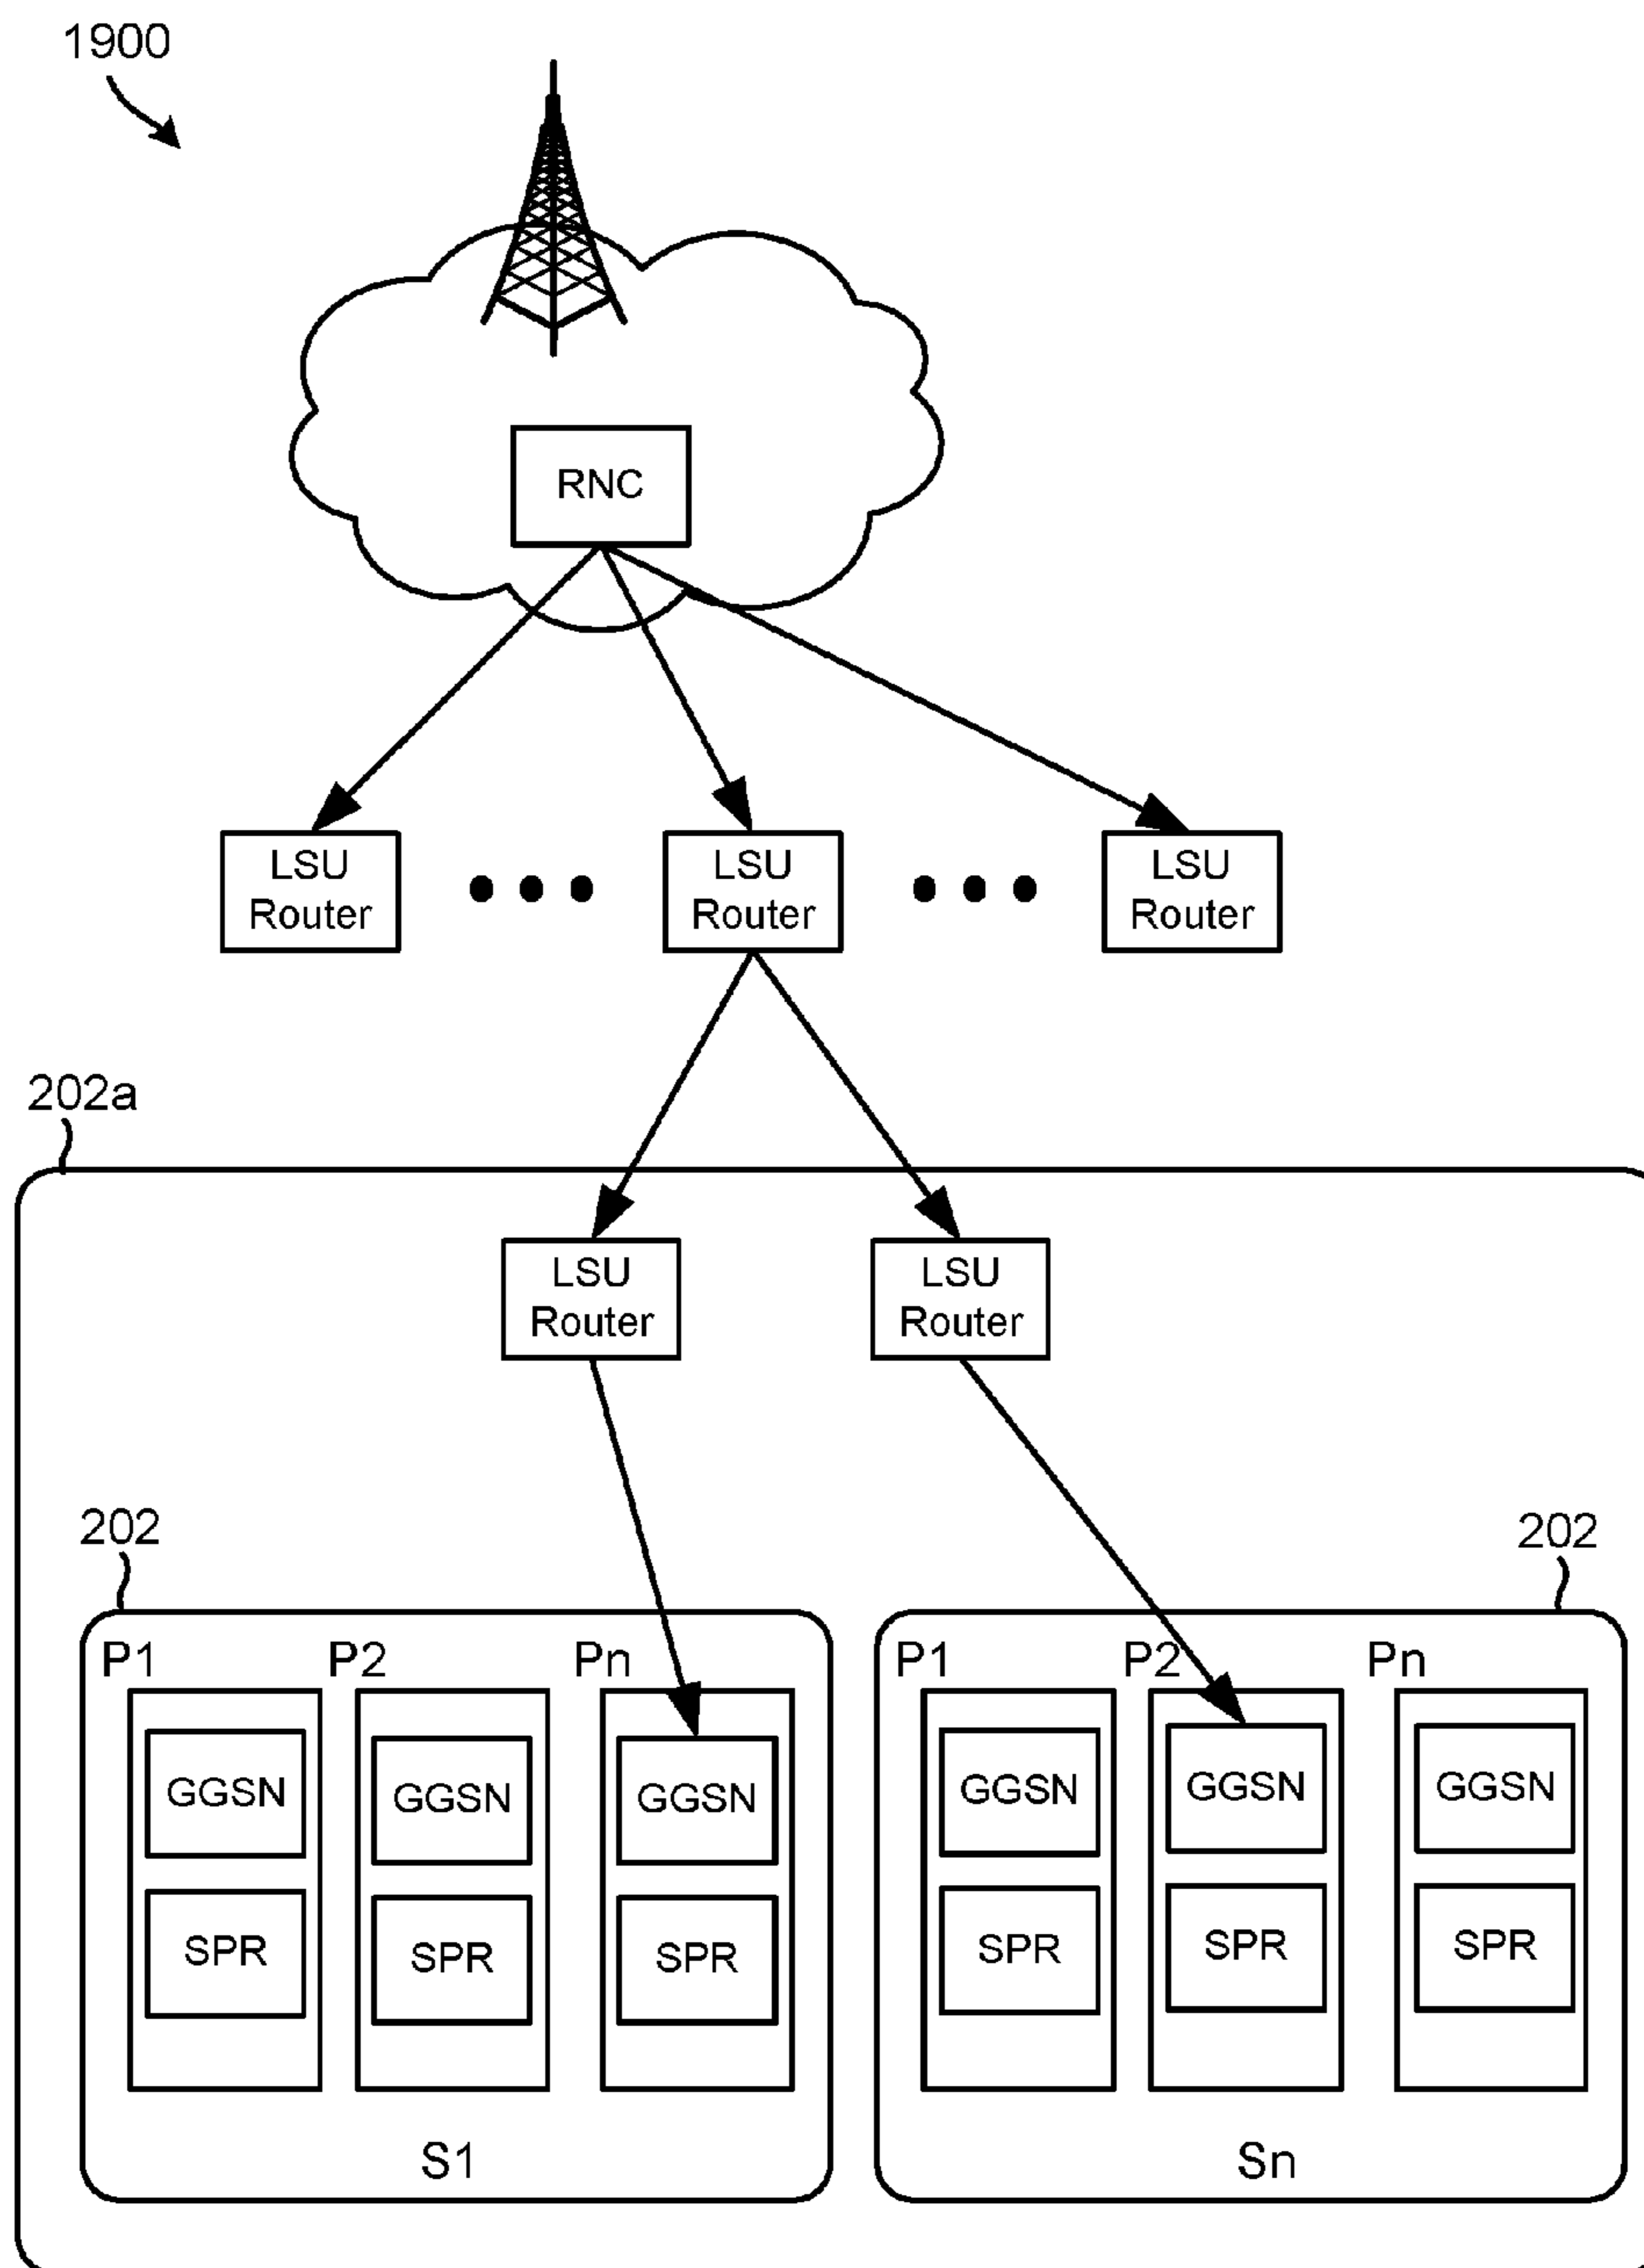 1900
RNC
LSU
Router
LSU
Router
LSU
Router
202a
LSU
Router
LSU
Router
202
202
P1
P2
Pn
P1
P2
Pn
GGSN
GGSN
GGSN
GGSN
GGSN
GGSN
SPR
SPR
SPR
SPR
SPR
SPR
S1
Sn